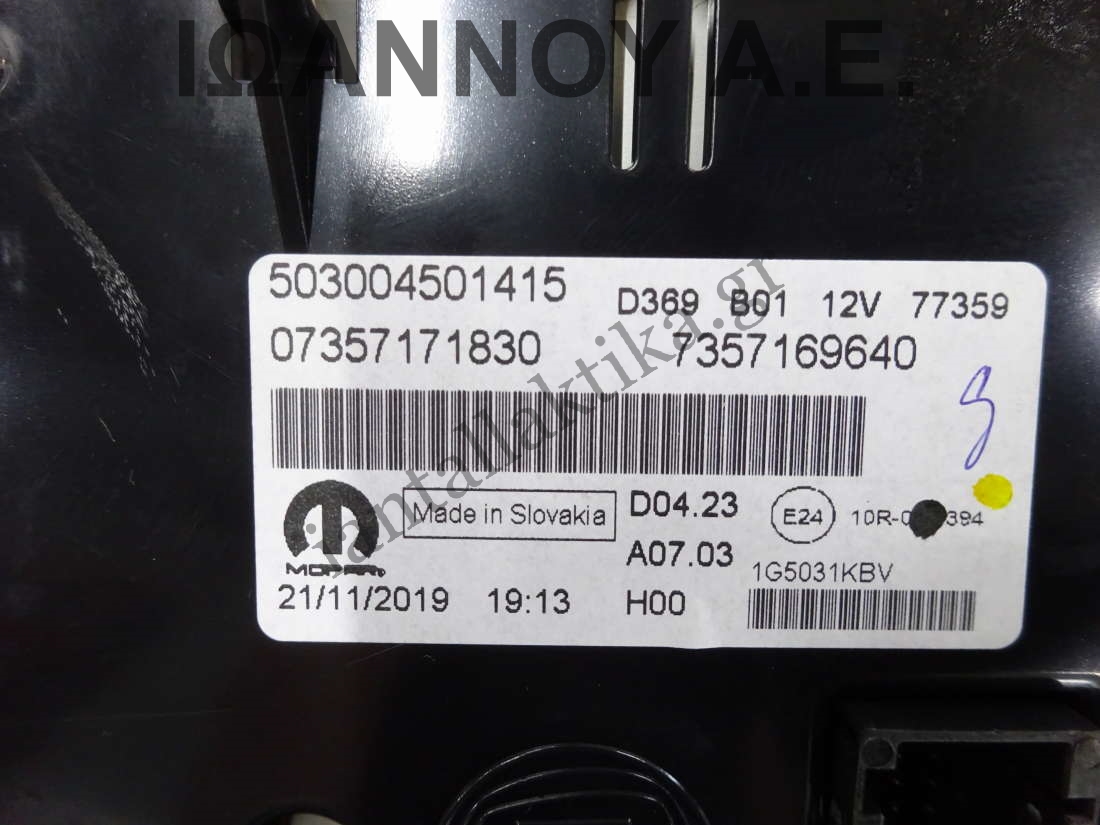 ΙΩΑΝΝΟΥ Α.Ε.
503004501415
D369 B01 12V 77359
07357171830 7357169640
MOPAR
Made in Slovakia
D04.23
E24
A07.03
1G5031KBV
21/11/2019 19:13 H00
iantallaktika.gr